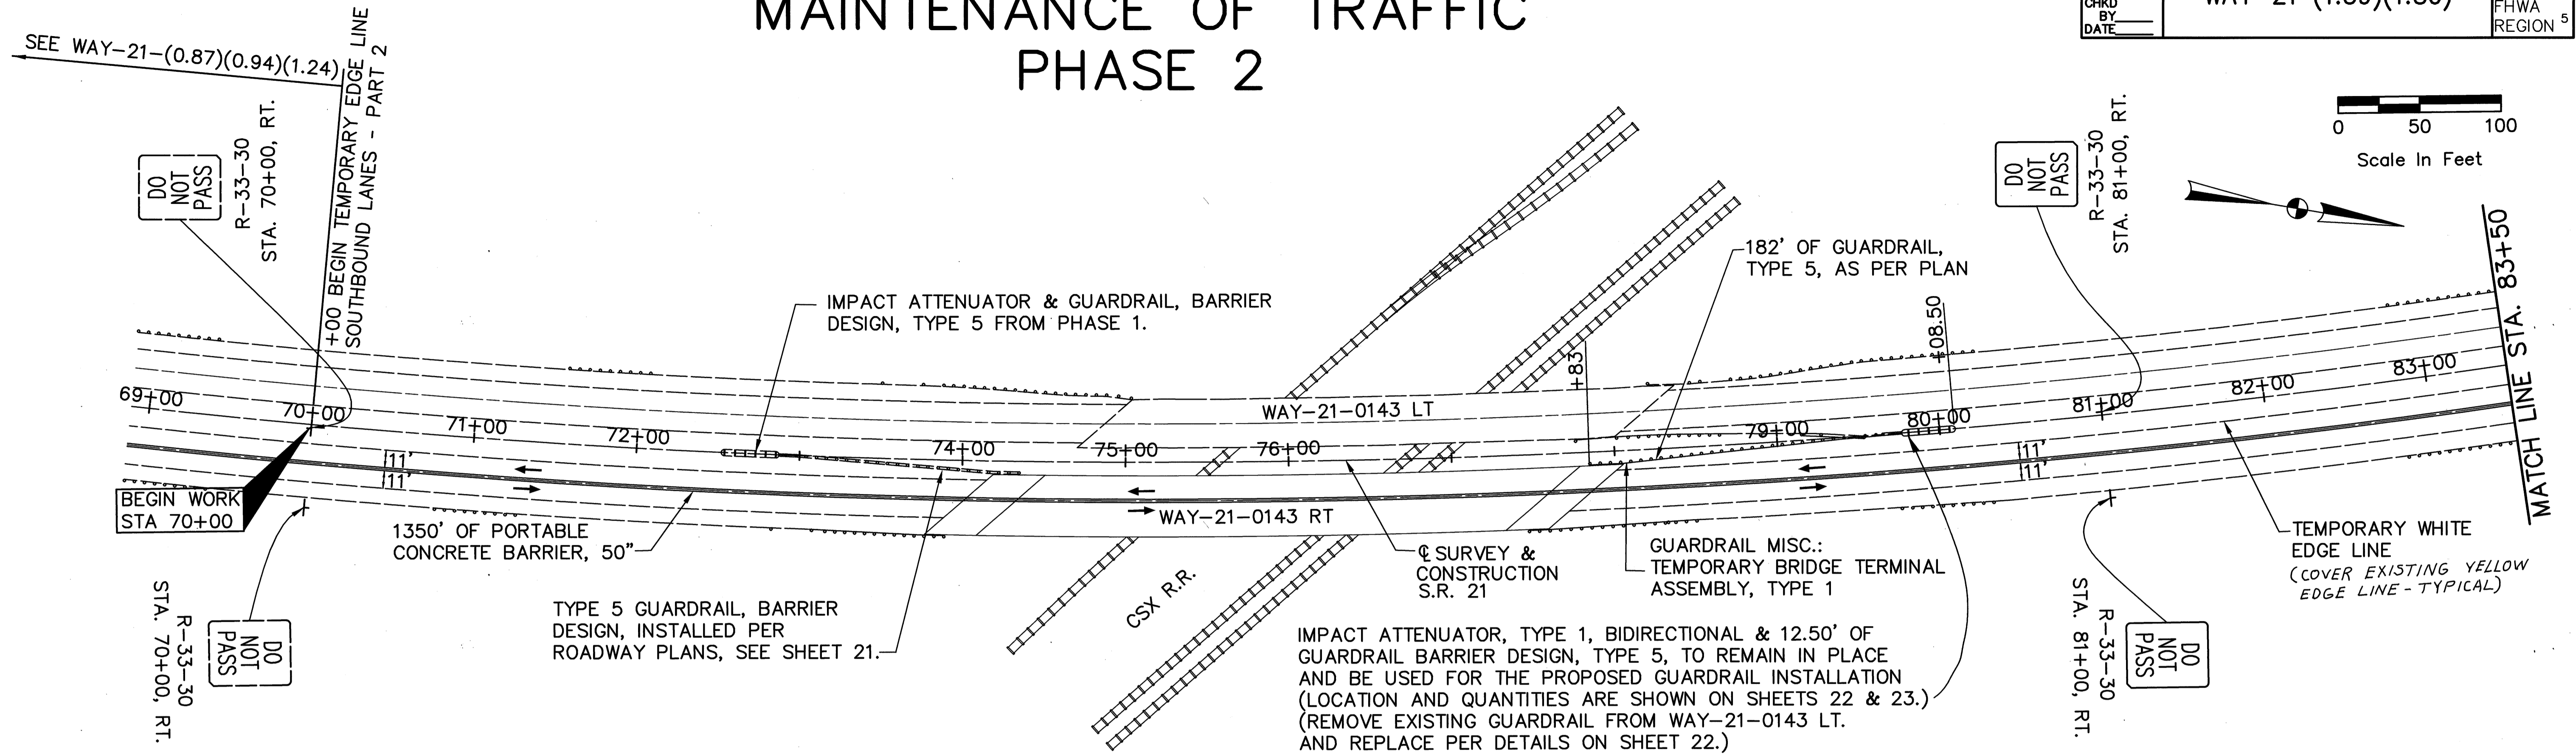 MAINTENANCE OF TRAFFIC
PHASE 2
CHKD
BY
DATE
FHWA
REGION 5
SEE WAY-21-(0.87)(0.94)(1.24)
+00 BEGIN TEMPORARY EDGE LINE
SOUTHBOUND LANES - PART 2
DO
NOT
PASS
R-33-30
STA. 70+00, RT.
DO
NOT
PASS
R-33-30
STA. 81+00, RT.
0 50 100
Scale In Feet
IMPACT ATTENUATOR & GUARDRAIL, BARRIER
DESIGN, TYPE 5 FROM PHASE 1.
182' OF GUARDRAIL,
TYPE 5, AS PER PLAN
+83
+08.50
MATCH LINE STA. 83+50
69+00
70+00
71+00
72+00
74+00
75+00
76+00
79+00
80+00
81+00
82+00
83+00
WAY-21-0143 LT
11'
11'
11'
11'
WAY-21-0143 RT
BEGIN WORK
STA 70+00
1350' OF PORTABLE
CONCRETE BARRIER, 50"
TYPE 5 GUARDRAIL, BARRIER
DESIGN, INSTALLED PER
ROADWAY PLANS, SEE SHEET 21.
CSX R.R.
℄ SURVEY &
CONSTRUCTION
S.R. 21
GUARDRAIL MISC.:
TEMPORARY BRIDGE TERMINAL
ASSEMBLY, TYPE 1
TEMPORARY WHITE
EDGE LINE
(COVER EXISTING YELLOW
EDGE LINE - TYPICAL)
IMPACT ATTENUATOR, TYPE 1, BIDIRECTIONAL & 12.50' OF
GUARDRAIL BARRIER DESIGN, TYPE 5, TO REMAIN IN PLACE
AND BE USED FOR THE PROPOSED GUARDRAIL INSTALLATION
(LOCATION AND QUANTITIES ARE SHOWN ON SHEETS 22 & 23.)
(REMOVE EXISTING GUARDRAIL FROM WAY-21-0143 LT.
AND REPLACE PER DETAILS ON SHEET 22.)
DO
NOT
PASS
R-33-30
STA. 70+00, RT.
DO
NOT
PASS
R-33-30
STA. 81+00, RT.